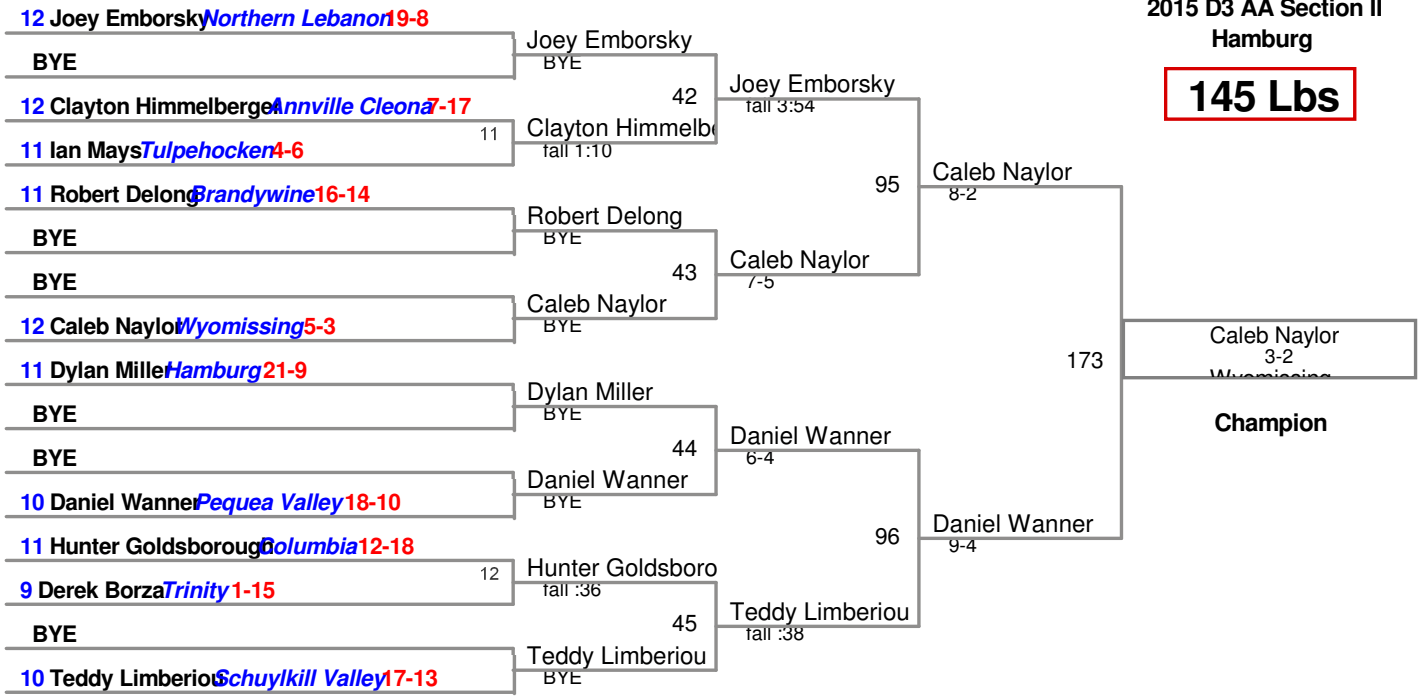 2015 D3 AA Section II
Hamburg
145 Lbs
12 Joey Emborsky Northern Lebanon 19-8
BYE
12 Clayton Himmelberger Annville Cleona 7-17
11 Ian Mays Tulpehocken 4-6
11 Robert Delong Brandywine 16-14
BYE
BYE
12 Caleb Naylor Wyomissing 5-3
11 Dylan Miller Hamburg 21-9
BYE
BYE
10 Daniel Wanner Pequea Valley 18-10
11 Hunter Goldsborough Columbia 12-18
9 Derek Borza Trinity 1-15
BYE
10 Teddy Limberiou Schuylkill Valley 17-13
Joey Emborsky
BYE
11
Clayton Himmelbe
fall 1:10
Robert Delong
BYE
Caleb Naylor
BYE
Dylan Miller
BYE
Daniel Wanner
BYE
12
Hunter Goldsboro
fall :36
Teddy Limberiou
BYE
42
Joey Emborsky
fall 3:54
43
Caleb Naylor
7-5
44
Daniel Wanner
6-4
45
Teddy Limberiou
fall :38
95
Caleb Naylor
8-2
96
Daniel Wanner
9-4
173
Caleb Naylor
3-2
Wyomissing
Champion